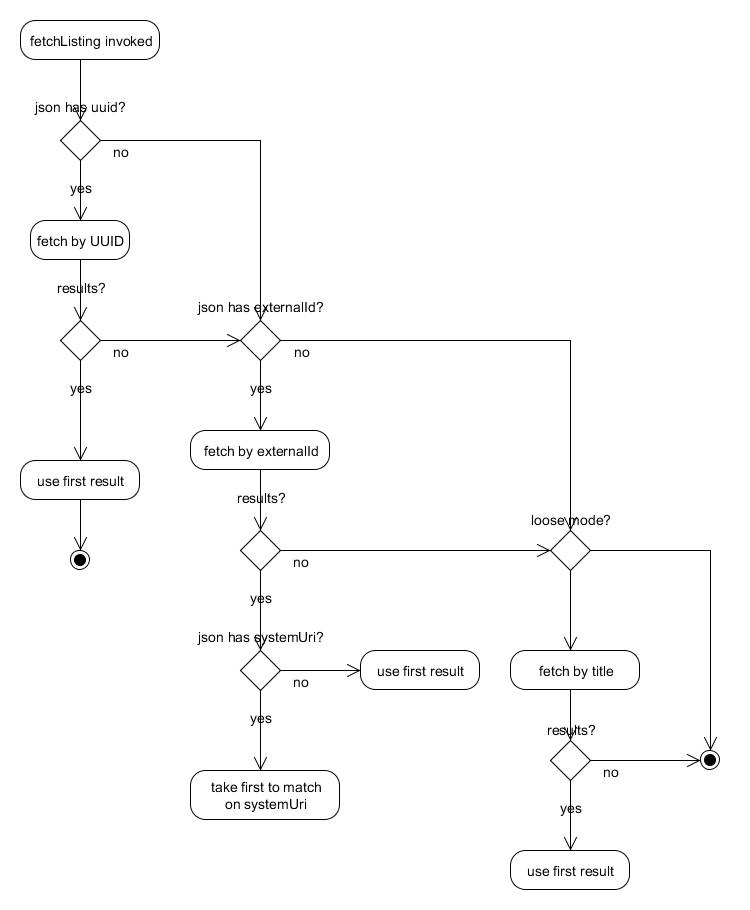 fetchListing invoked
json has uuid?
no
yes
fetch by UUID
results?
json has externalId?
no
no
yes
yes
fetch by externalId
use first result
results?
loose mode?
no
yes
json has systemUri?
use first result
fetch by title
no
yes
results?
no
take first to match
on systemUri
yes
use first result